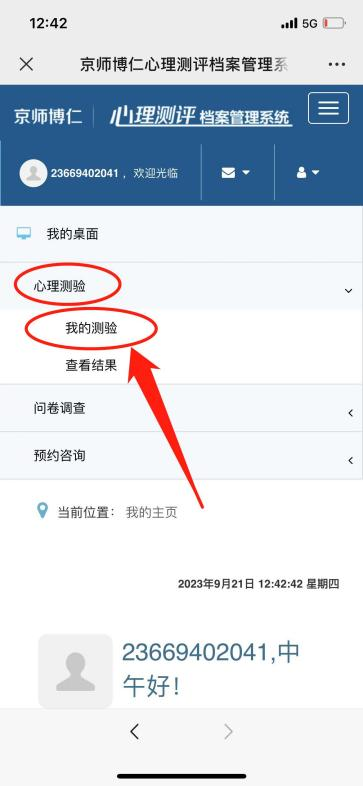 12:42
5G
京师博仁心理测评档案管理系
京师博仁 心理测评 档案管理系统
23669402041 ，欢迎光临
我的桌面
心理测验
我的测验
查看结果
问卷调查
预约咨询
当前位置： 我的主页
2023年9月21日 12:42:42 星期四
23669402041,中
午好！